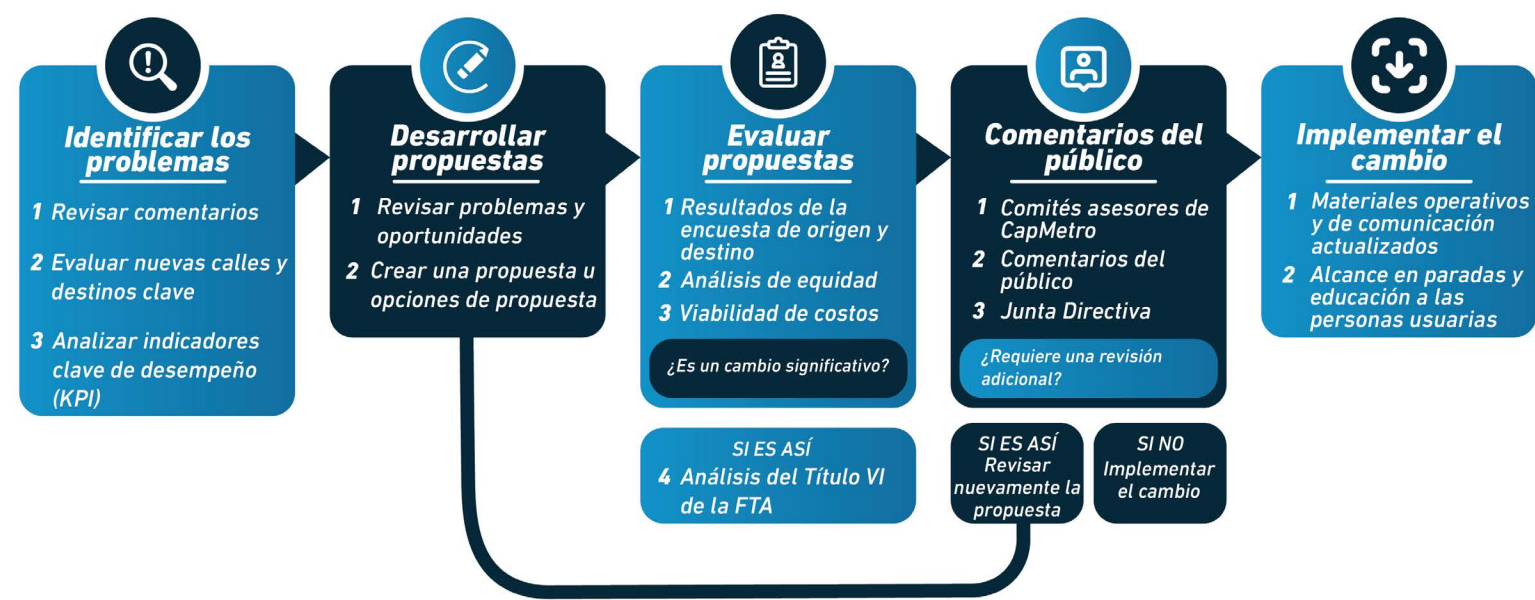 Identificar los
problemas
1 Revisar comentarios
2 Evaluar nuevas calles y
destinos clave
3 Analizar indicadores
clave de desempeño
(KPI)
Desarrollar
propuestas
1 Revisar problemas y
oportunidades
2 Crear una propuesta u
opciones de propuesta
Evaluar
propuestas
1 Resultados de la
encuesta de origen y
destino
2 Análisis de equidad
3 Viabilidad de costos
¿Es un cambio significativo?
SI ES ASÍ
4 Análisis del Título VI
de la FTA
Comentarios del
público
1 Comités asesores de
CapMetro
2 Comentarios del
público
3 Junta Directiva
¿Requiere una revisión
adicional?
SI ES ASÍ
Revisar
nuevamente la
propuesta
SI NO
Implementar
el cambio
Implementar el
cambio
1 Materiales operativos
y de comunicación
actualizados
2 Alcance en paradas y
educación a las
personas usuarias